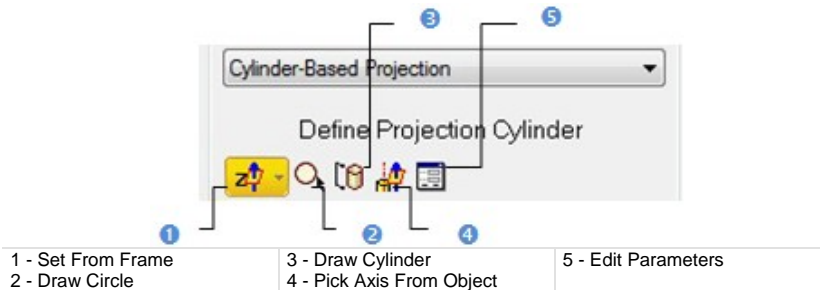 3
5
Cylinder-Based Projection
Define Projection Cylinder
Z
1
2
4
1 - Set From Frame
2 - Draw Circle
3 - Draw Cylinder
4 - Pick Axis From Object
5 - Edit Parameters